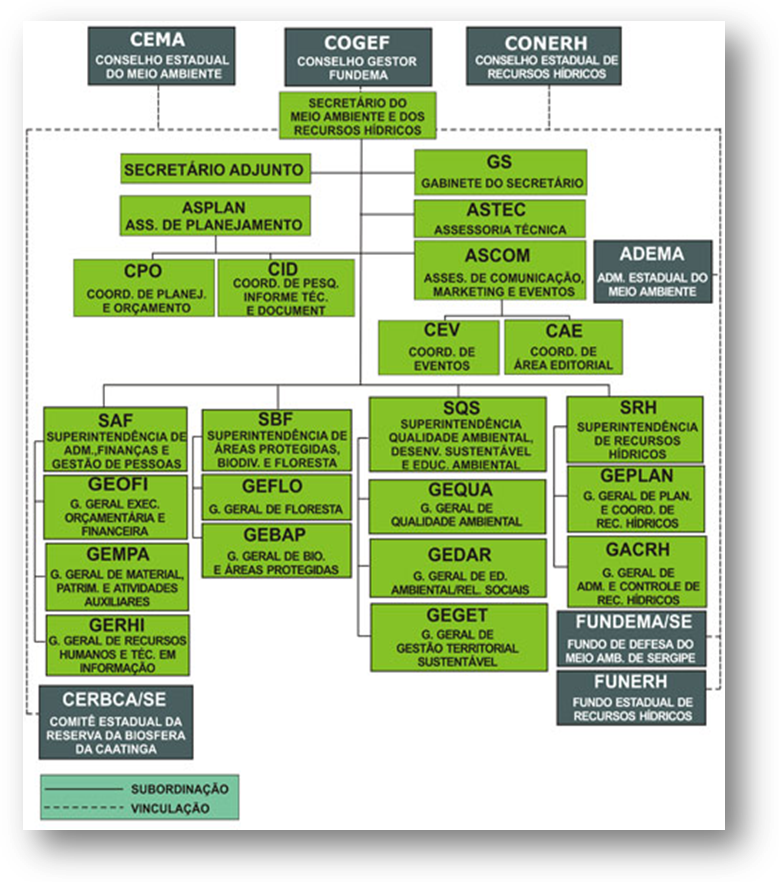 CEMA
CONSELHO ESTADUAL
DO MEIO AMBIENTE
COGEF
CONSELHO GESTOR
FUNDEMA
CONERH
CONSELHO ESTADUAL DE
RECURSOS HÍDRICOS
SECRETÁRIO DO
MEIO AMBIENTE E DOS
RECURSOS HÍDRICOS
SECRETÁRIO ADJUNTO
GS
GABINETE DO SECRETÁRIO
ASPLAN
ASS. DE PLANEJAMENTO
ASTEC
ASSESSORIA TÉCNICA
CPO
COORD. DE PLANEJ.
E ORÇAMENTO
CID
COORD. DE PESQ.
INFORME TÉC.
E DOCUMENT
ASCOM
ASSES. DE COMUNICAÇÃO,
MARKETING E EVENTOS
ADEMA
ADM. ESTADUAL DO
MEIO AMBIENTE
CEV
COORD. DE
EVENTOS
CAE
COORD. DE
ÁREA EDITORIAL
SAF
SUPERINTENDÊNCIA DE
ADM.,FINANÇAS E
GESTÃO DE PESSOAS
GEOFI
G. GERAL EXEC.
ORÇAMENTÁRIA E
FINANCEIRA
GEMPA
G. GERAL DE MATERIAL,
PATRIM. E ATIVIDADES
AUXILIARES
GERHI
G. GERAL DE RECURSOS
HUMANOS E TÉC. EM
INFORMAÇÃO
CERBCA/SE
COMITÊ ESTADUAL DA
RESERVA DA BIOSFERA
DA CAATINGA
SBF
SUPERINTENDÊNCIA DE
ÁREAS PROTEGIDAS,
BIODIV. E FLORESTA
GEFLO
G. GERAL DE FLORESTA
GEBAP
G. GERAL DE BIO.
E ÁREAS PROTEGIDAS
SQS
SUPERINTENDÊNCIA
QUALIDADE AMBIENTAL,
DESENV. SUSTENTÁVEL
E EDUC. AMBIENTAL
GEQUA
G. GERAL DE
QUALIDADE AMBIENTAL
GEDAR
G. GERAL DE ED.
AMBIENTAL/REL. SOCIAIS
GEGET
G. GERAL DE
GESTÃO TERRITORIAL
SUSTENTÁVEL
SRH
SUPERINTENDÊNCIA
DE RECURSOS
HÍDRICOS
GEPLAN
G. GERAL DE PLAN.
E COORD. DE
REC. HÍDRICOS
GACRH
G. GERAL DE
ADM. E CONTROLE DE
REC. HÍDRICOS
FUNDEMA/SE
FUNDO DE DEFESA DO
MEIO AMB. DE SERGIPE
FUNERH
FUNDO ESTADUAL DE
RECURSOS HÍDRICOS
SUBORDINAÇÃO
VINCULAÇÃO